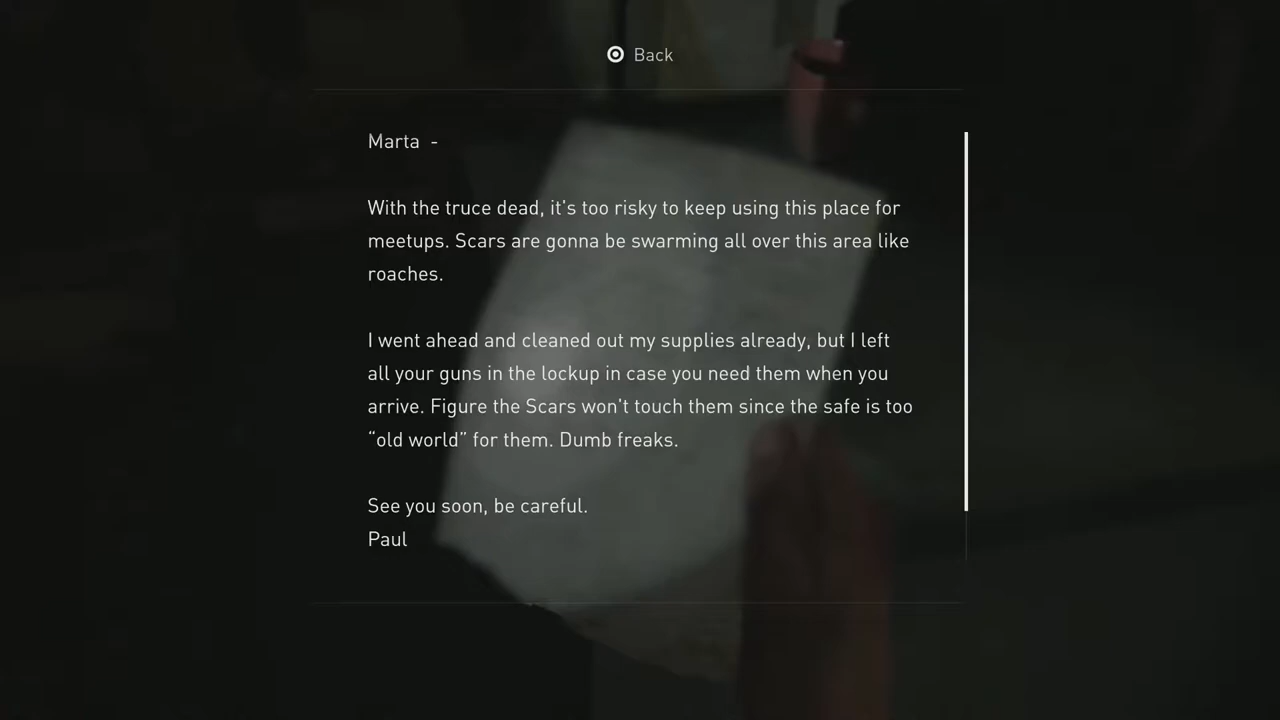 Back
Marta -
With the truce dead, it's too risky to keep using this place for
meetups. Scars are gonna be swarming all over this area like
roaches.
I went ahead and cleaned out my supplies already, but I left
all your guns in the lockup in case you need them when you
arrive. Figure the Scars won't touch them since the safe is too
“old world” for them. Dumb freaks.
See you soon, be careful.
Paul